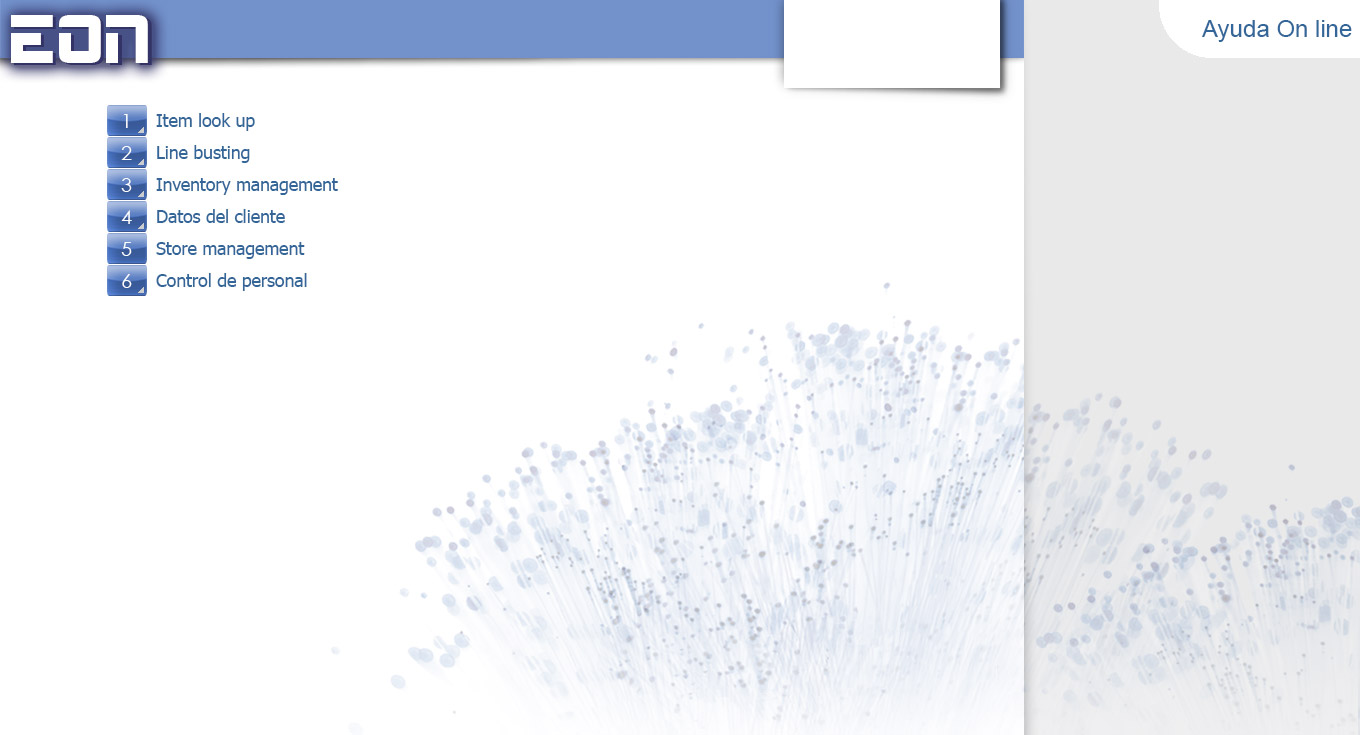 EON
Ayuda On line
1 Item look up
2 Line busting
3 Inventory management
4 Datos del cliente
5 Store management
6 Control de personal